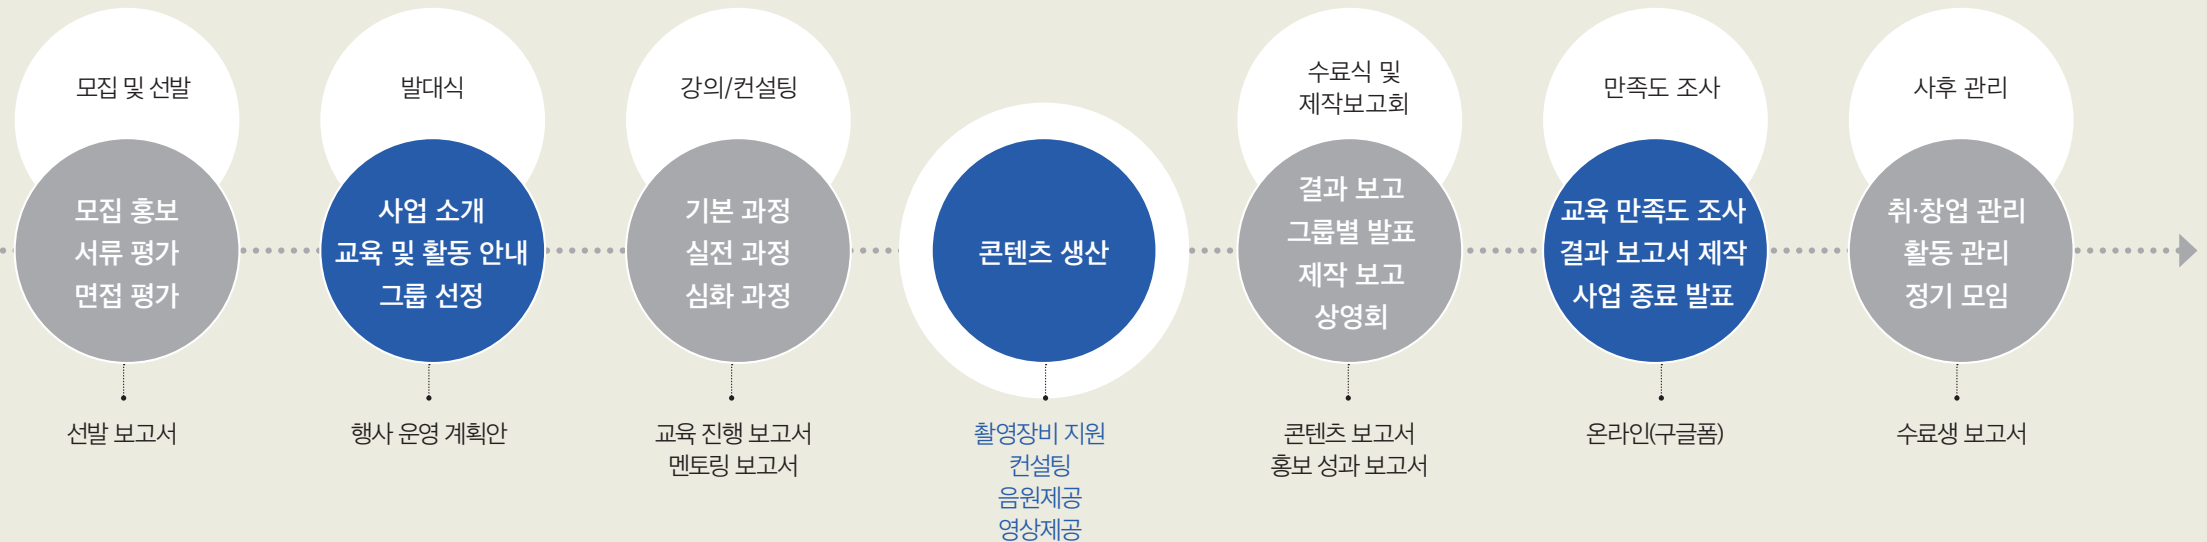 모집 및 선발
모집 홍보
서류 평가
면접 평가
선발 보고서
발대식
사업 소개
교육 및 활동 안내
그룹 선정
행사 운영 계획안
강의/컨설팅
기본 과정
실전 과정
심화 과정
교육 진행 보고서
멘토링 보고서
콘텐츠 생산
촬영장비 지원
컨설팅
음원제공
영상제공
수료식 및
제작보고회
결과 보고
그룹별 발표
제작 보고
상영회
콘텐츠 보고서
홍보 성과 보고서
만족도 조사
교육 만족도 조사
결과 보고서 제작
사업 종료 발표
온라인(구글폼)
사후 관리
취·창업 관리
활동 관리
정기 모임
수료생 보고서